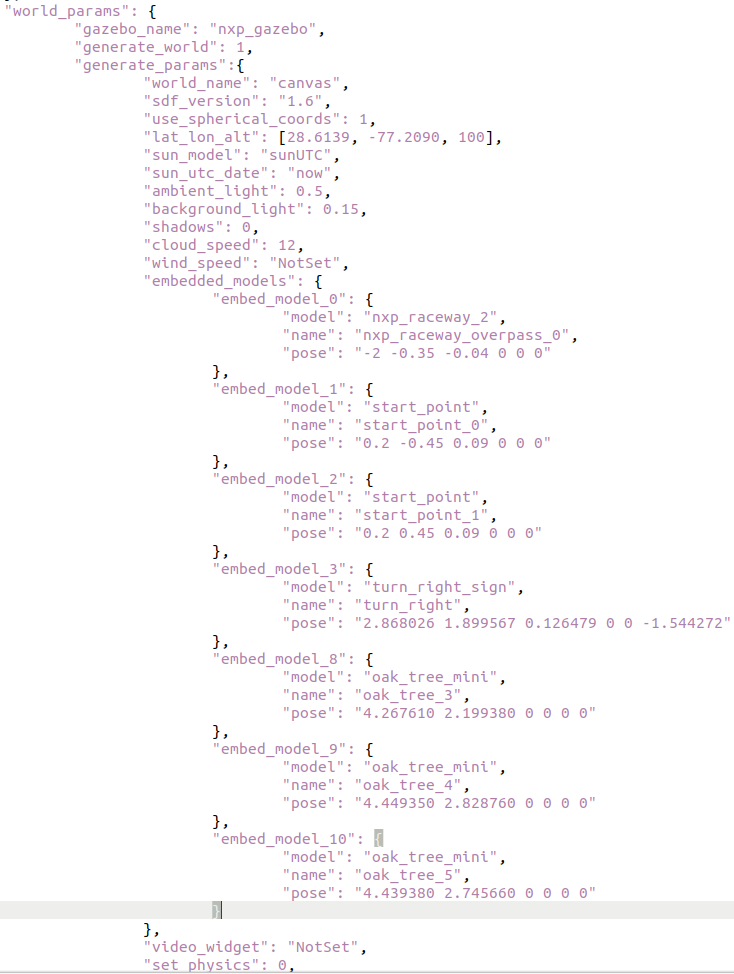 "world_params": {
"gazebo_name": "nxp_gazebo",
"generate_world": 1,
"generate_params":{
"world_name": "canvas",
"sdf_version": "1.6",
"use_spherical_coords": 1,
"lat_lon_alt": [28.6139, -77.2090, 100],
"sun_model": "sunUTC",
"sun_utc_date": "now",
"ambient_light": 0.5,
"background_light": 0.15,
"shadows": 0,
"cloud_speed": 12,
"wind_speed": "NotSet",
"embedded_models": {
"embed_model_0": {
"model": "nxp_raceway_2",
"name": "nxp_raceway_overpass_0",
"pose": "-2 -0.35 -0.04 0 0 0"
},
"embed_model_1": {
"model": "start_point",
"name": "start_point_0",
"pose": "0.2 -0.45 0.09 0 0 0"
},
"embed_model_2": {
"model": "start_point",
"name": "start_point_1",
"pose": "0.2 0.45 0.09 0 0 0"
},
"embed_model_3": {
"model": "turn_right_sign",
"name": "turn_right",
"pose": "2.868026 1.899567 0.126479 0 0 -1.544272"
},
"embed_model_8": {
"model": "oak_tree_mini",
"name": "oak_tree_3",
"pose": "4.267610 2.199380 0 0 0 0"
},
"embed_model_9": {
"model": "oak_tree_mini",
"name": "oak_tree_4",
"pose": "4.449350 2.828760 0 0 0 0"
},
"embed_model_10": {
"model": "oak_tree_mini",
"name": "oak_tree_5",
"pose": "4.439380 2.745660 0 0 0 0"
}
},
"video_widget": "NotSet",
"set_physics": 0,